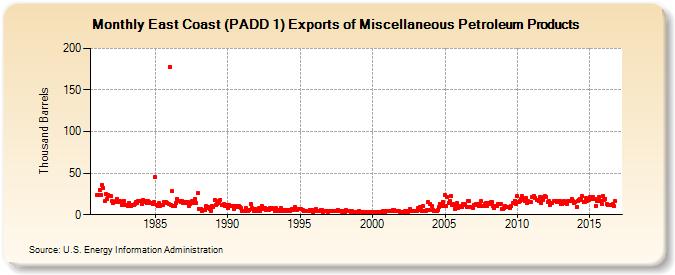 Monthly East Coast (PADD 1) Exports of Miscellaneous Petroleum Products
Thousand Barrels
200
150
100
50
0
1985 1990 1995 2000 2005 2010 2015
Source: U.S. Energy Information Administration